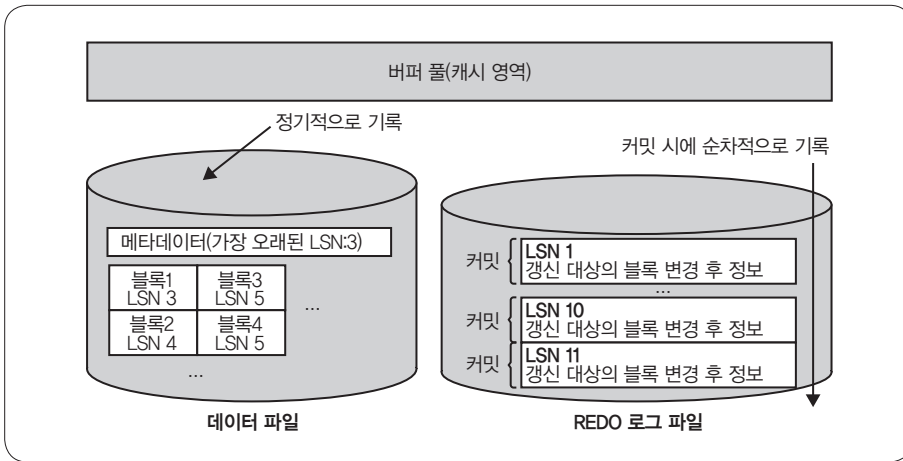 버퍼 풀(캐시 영역)
정기적으로 기록
커밋 시에 순차적으로 기록
메타데이터(가장 오래된 LSN:3)
블록1
LSN 3
블록3
LSN 5
블록2
LSN 4
블록4
LSN 5
...
...
데이터 파일
커밋
LSN 1
갱신 대상의 블록 변경 후 정보
...
커밋
LSN 10
갱신 대상의 블록 변경 후 정보
커밋
LSN 11
갱신 대상의 블록 변경 후 정보
REDO 로그 파일